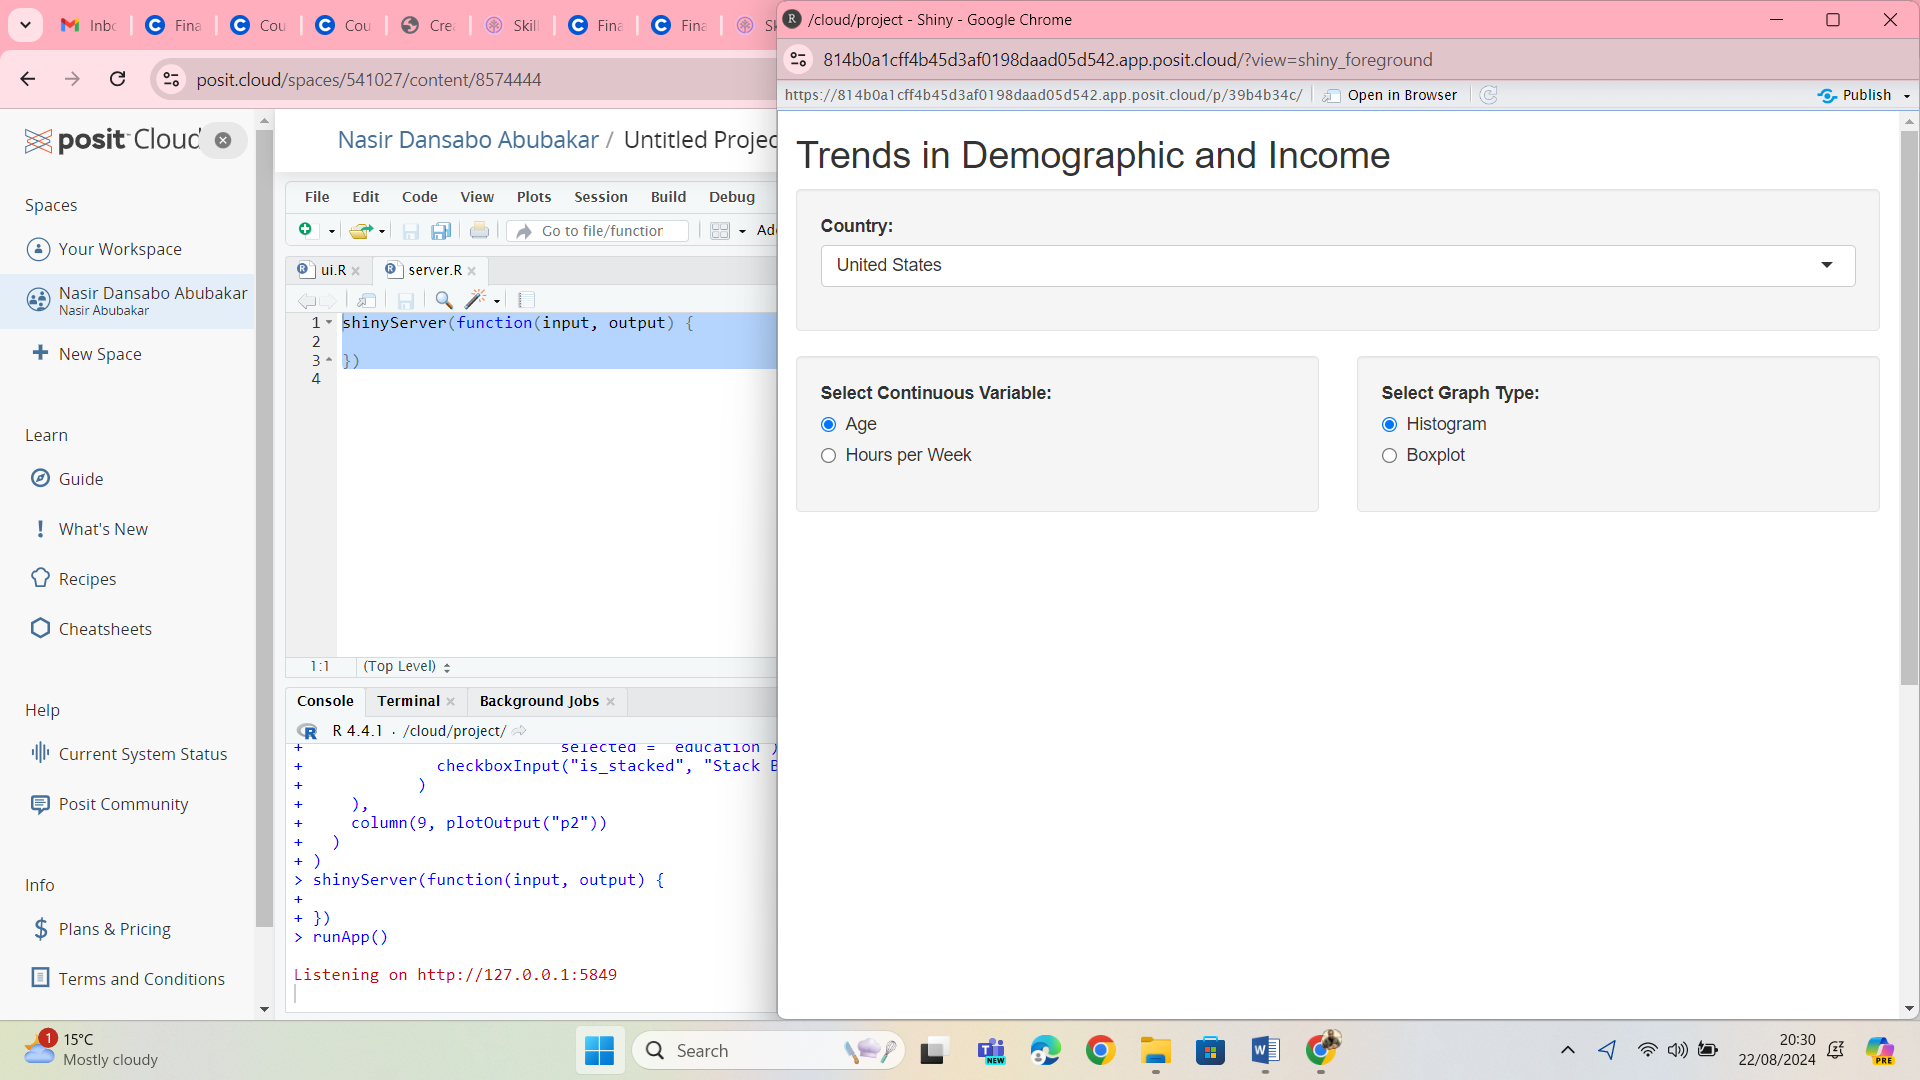 Inbo
Fina
Cou
Cou
Crea
Skill
Fina
Fina
Sk
posit.cloud/spaces/541027/content/8574444
/cloud/project - Shiny - Google Chrome
814b0a1cff4b45d3af0198daad05d542.app.posit.cloud/?view=shiny_foreground
https://814b0a1cff4b45d3af0198daad05d542.app.posit.cloud/p/39b4b34c/
Open in Browser
Publish
posit Cloud
Spaces
Your Workspace
Nasir Dansabo Abubakar
Nasir Abubakar
New Space
Learn
Guide
What's New
Recipes
Cheatsheets
Help
Current System Status
Posit Community
Info
Plans & Pricing
Terms and Conditions
Nasir Dansabo Abubakar / Untitled Projec
File Edit Code View Plots Session Build Debug
Go to file/function
Add
ui.R
server.R
1 shinyServer(function(input, output) {
2
3 })
4
1:1 (Top Level)
Console Terminal Background Jobs
R 4.4.1 · /cloud/project/
+ selected = "education")
+ checkboxInput("is_stacked", "Stack B
+ )
+ ),
+ column(9, plotOutput("p2"))
+ )
+ )
> shinyServer(function(input, output) {
+
+ })
> runApp()
Listening on http://127.0.0.1:5849
Trends in Demographic and Income
Country:
United States
Select Continuous Variable:
Age
Hours per Week
Select Graph Type:
Histogram
Boxplot
1
15°C
Mostly cloudy
Search
NEW
20:30
22/08/2024
PRE